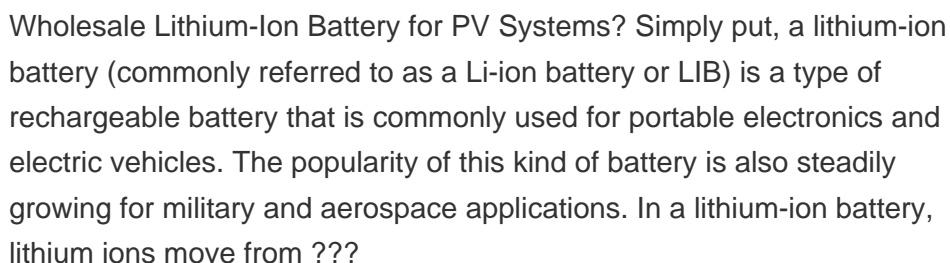 Wholesale Lithium-Ion Battery for PV Systems? Simply put, a lithium-ion
battery (commonly referred to as a Li-ion battery or LIB) is a type of
rechargeable battery that is commonly used for portable electronics and
electric vehicles. The popularity of this kind of battery is also steadily
growing for military and aerospace applications. In a lithium-ion battery,
lithium ions move from ???